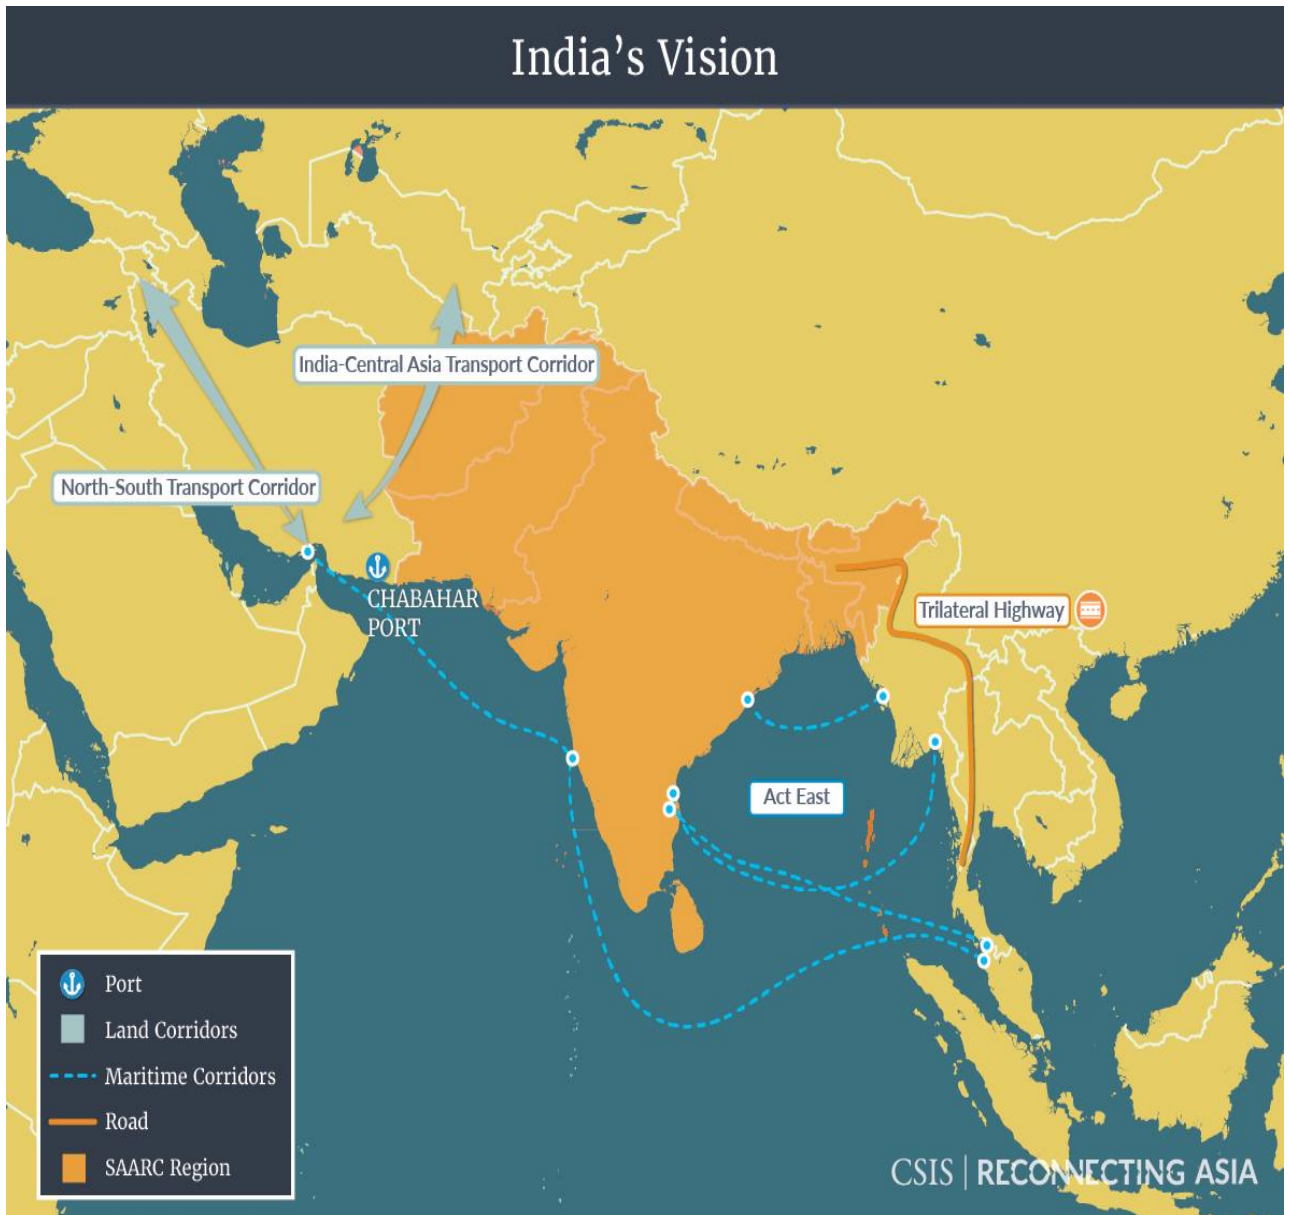 India's Vision
India-Central Asia Transport Corridor
North-South Transport Corridor
CHABAHAR
PORT
Trilateral Highway
Act East
Port
Land Corridors
Maritime Corridors
Road
SAARC Region
CSIS | RECONNECTING ASIA